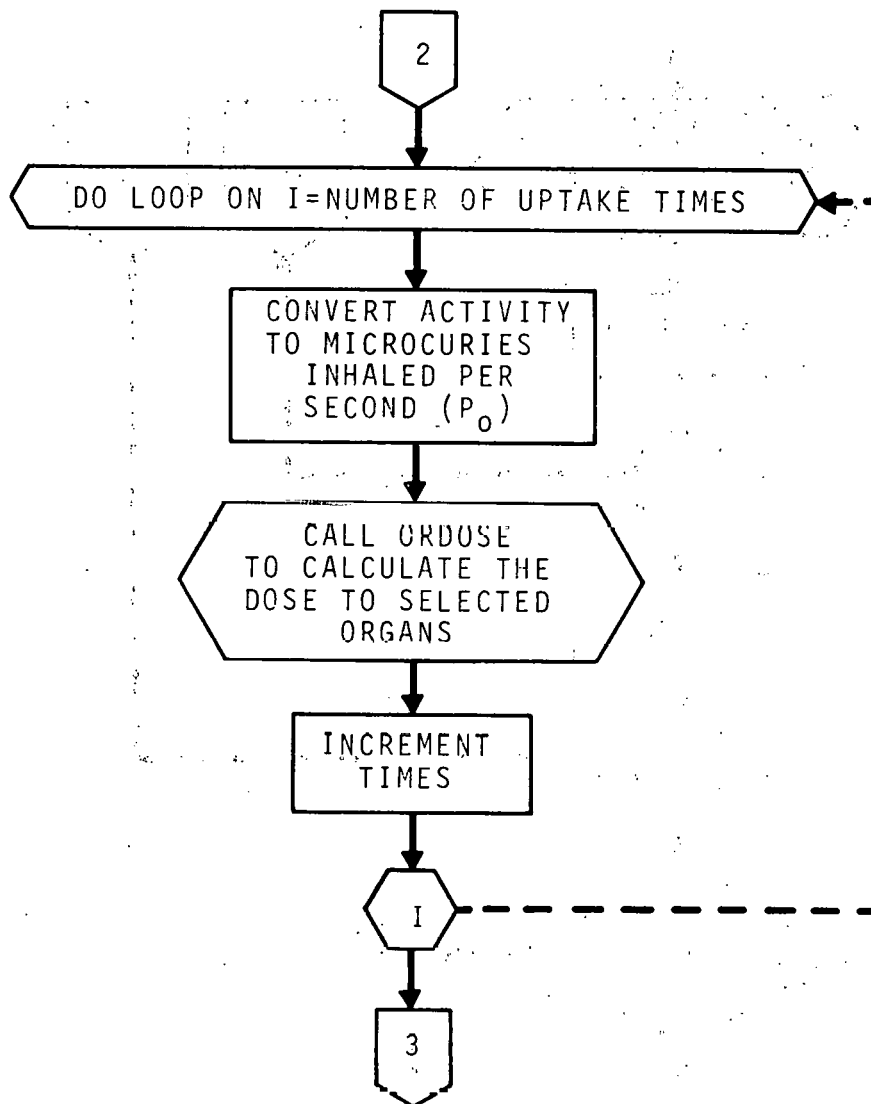 2
DO LOOP ON I=NUMBER OF UPTAKE TIMES
CONVERT ACTIVITY
TO MICROCURIES
INHALED PER
SECOND (P₀)
CALL ORDOSE
TO CALCULATE THE
DOSE TO SELECTED
ORGANS
INCREMENT
TIMES
I
3